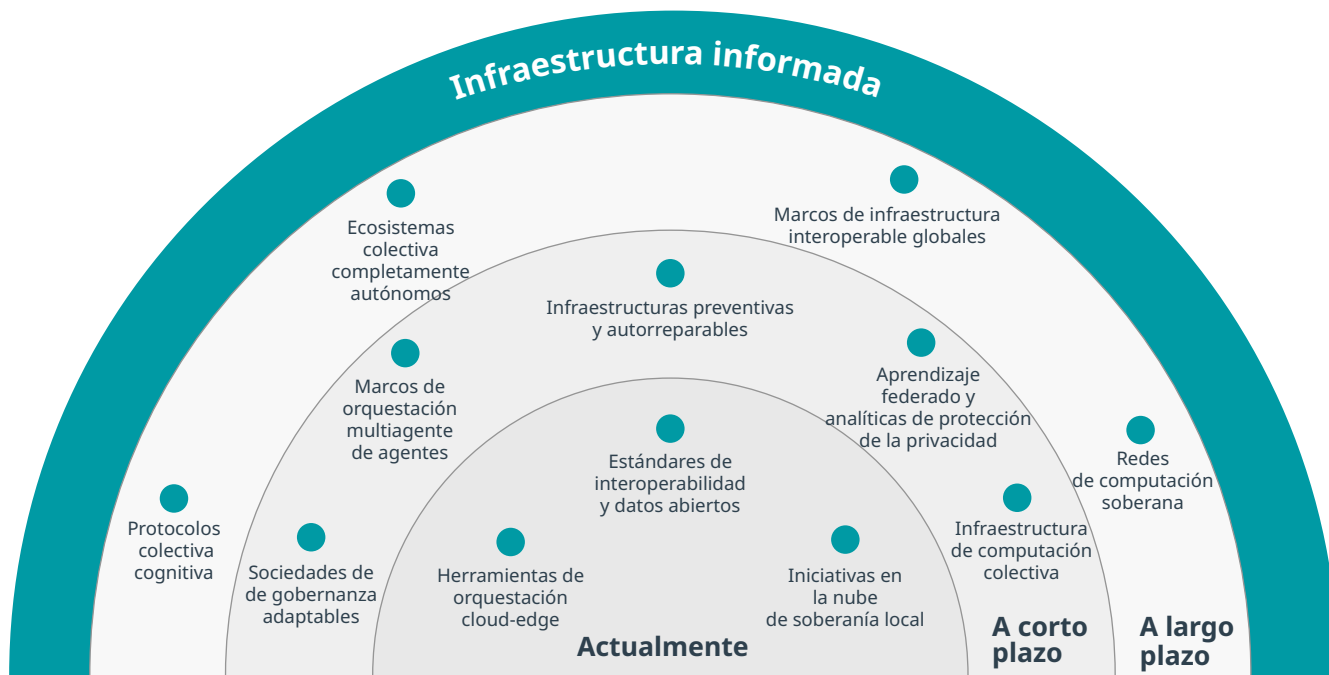 Infraestructura informada
Ecosistemas
colectiva
completamente
autónomos
Marcos de infraestructura
interoperable globales
Infraestructuras preventivas
y autorreparables
Marcos de
orquestación
multiagente
de agentes
Aprendizaje
federado y
analíticas de protección
de la privacidad
Estándares de
interoperabilidad
y datos abiertos
Redes
de computación
soberana
Protocolos
colectiva
cognitiva
Sociedades de
de gobernanza
adaptables
Herramientas de
orquestación
cloud-edge
Iniciativas en
la nube
de soberanía local
Infraestructura
de computación
colectiva
Actualmente
A corto
plazo
A largo
plazo